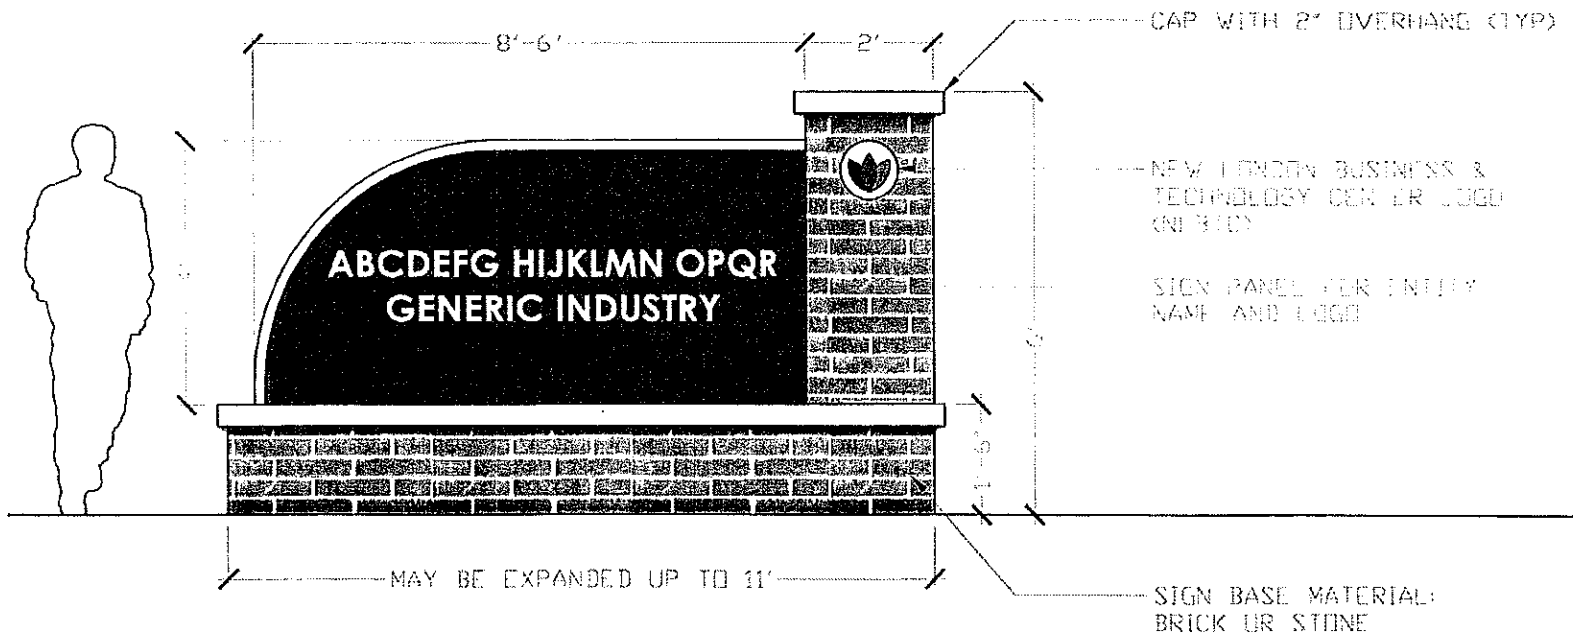 8'-6"
2'
CAP WITH 2" OVERHANG (TYP)
NEW LONDON BUSINESS &
TECHNOLOGY CENTER LOGO
(NLBTC)
SIGN PANEL FOR ENTITY
NAME AND LOGO
ABCDEFG HIJKLMN OPQR
GENERIC INDUSTRY
MAY BE EXPANDED UP TO 11'
SIGN BASE MATERIAL:
BRICK OR STONE